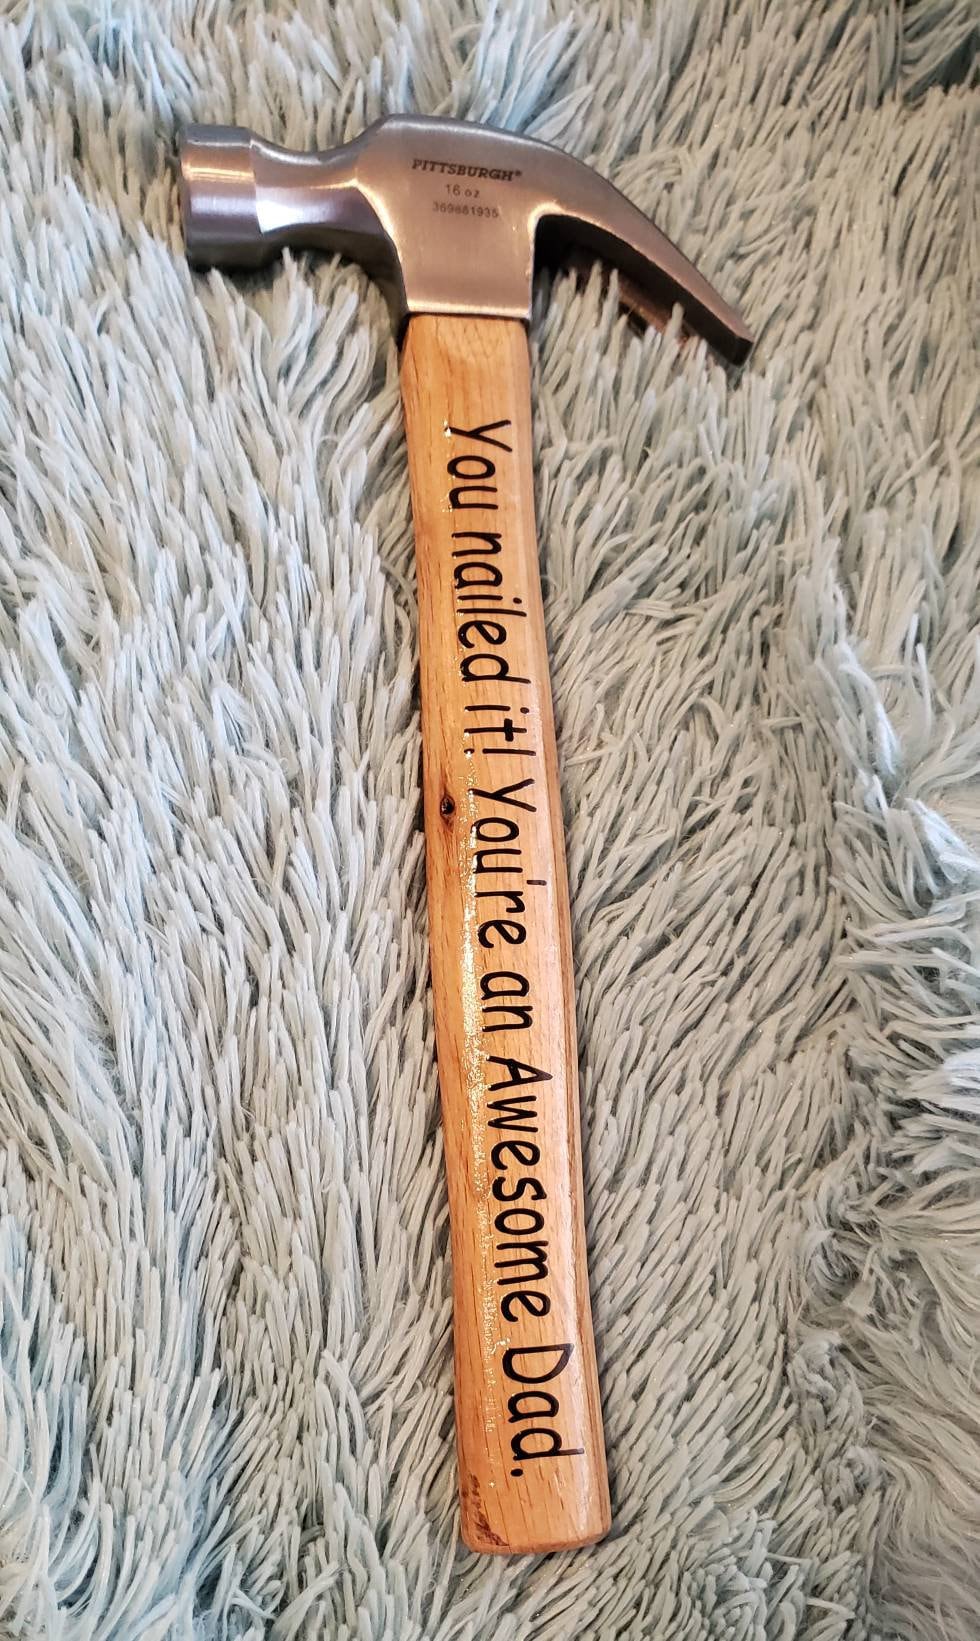 PITTSBURGH®
16 oz
369881935
You nailed it! You're an Awesome Dad.